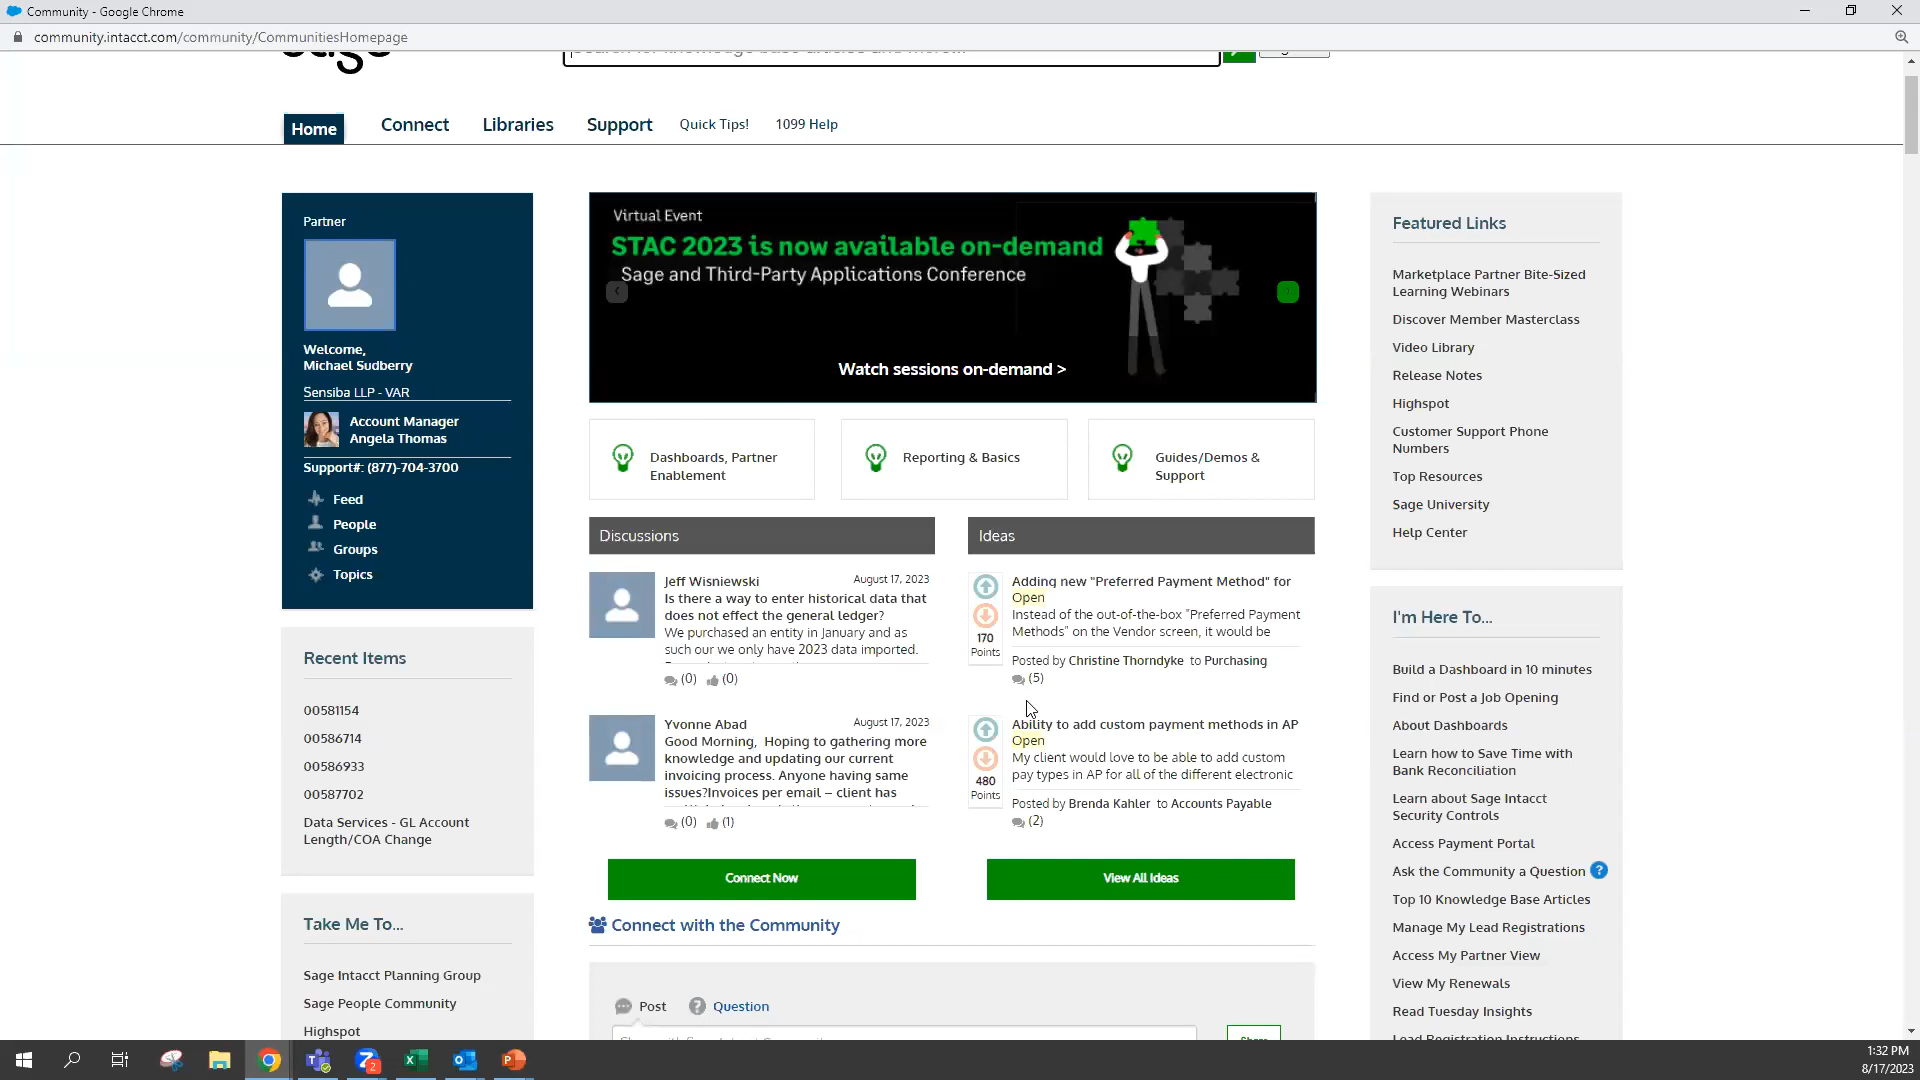 Community - Google Chrome
community.intacct.com/community/CommunitiesHomepage
Home
Connect
Libraries
Support
Quick Tips!
1099 Help
Partner
Welcome,
Michael Sudberry
Sensiba LLP - VAR
Account Manager
Angela Thomas
Support#: (877)-704-3700
Feed
People
Groups
Topics
Recent Items
00581154
00586714
00586933
00587702
Data Services - GL Account
Length/COA Change
Take Me To...
Sage Intacct Planning Group
Sage People Community
Highspot
Virtual Event
STAC 2023 is now available on-demand
Sage and Third-Party Applications Conference
Watch sessions on-demand >
Dashboards, Partner
Enablement
Reporting & Basics
Guides/Demos &
Support
Discussions
Jeff Wisniewski
August 17, 2023
Is there a way to enter historical data that
does not effect the general ledger?
We purchased an entity in January and as
such our we only have 2023 data imported.
(0)
(0)
Yvonne Abad
August 17, 2023
Good Morning, Hoping to gathering more
knowledge and updating our current
invoicing process. Anyone having same
issues?Invoices per email – client has
(0)
(1)
Connect Now
Ideas
Adding new "Preferred Payment Method" for
Open
Instead of the out-of-the-box "Preferred Payment
Methods" on the Vendor screen, it would be
170
Points
Posted by Christine Thorndyke to Purchasing
(5)
Ability to add custom payment methods in AP
Open
My client would love to be able to add custom
pay types in AP for all of the different electronic
480
Points
Posted by Brenda Kahler to Accounts Payable
(2)
View All Ideas
Connect with the Community
Post
Question
Featured Links
Marketplace Partner Bite-Sized
Learning Webinars
Discover Member Masterclass
Video Library
Release Notes
Highspot
Customer Support Phone
Numbers
Top Resources
Sage University
Help Center
I'm Here To...
Build a Dashboard in 10 minutes
Find or Post a Job Opening
About Dashboards
Learn how to Save Time with
Bank Reconciliation
Learn about Sage Intacct
Security Controls
Access Payment Portal
Ask the Community a Question ?
Top 10 Knowledge Base Articles
Manage My Lead Registrations
Access My Partner View
View My Renewals
Read Tuesday Insights
Lead Registration Instructions
1:32 PM
8/17/2023